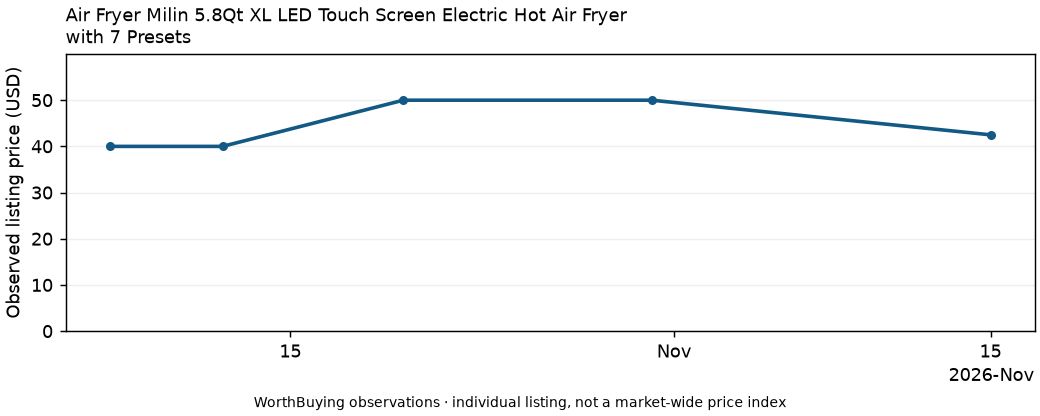 Air Fryer Milin 5.8Qt XL LED Touch Screen Electric Hot Air Fryer
with 7 Presets
Observed listing price (USD)
50
40
30
20
10
0
15
Nov
15
2026-Nov
WorthBuying observations · individual listing, not a market-wide price index